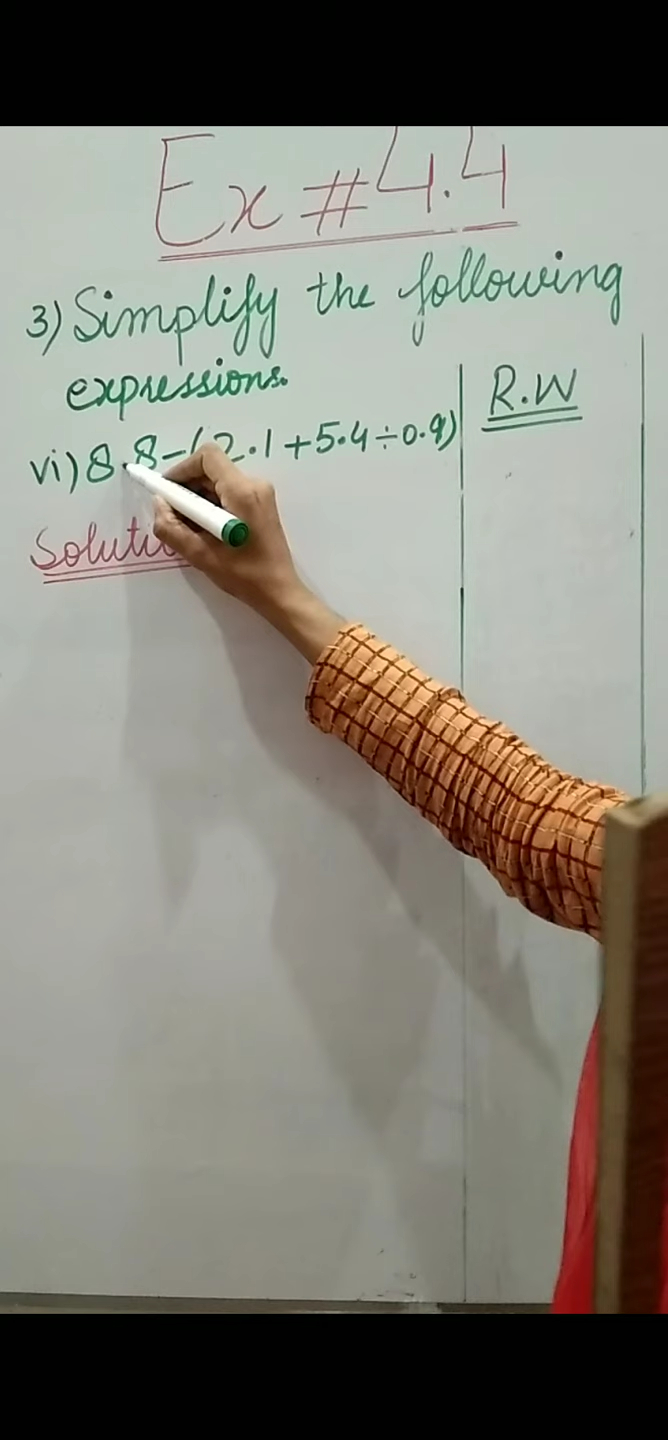 Ex # 4.4
3) Simplify the following
expressions.
R.W
vi) 8.8 - (2.1 + 5.4 ÷ 0.9)